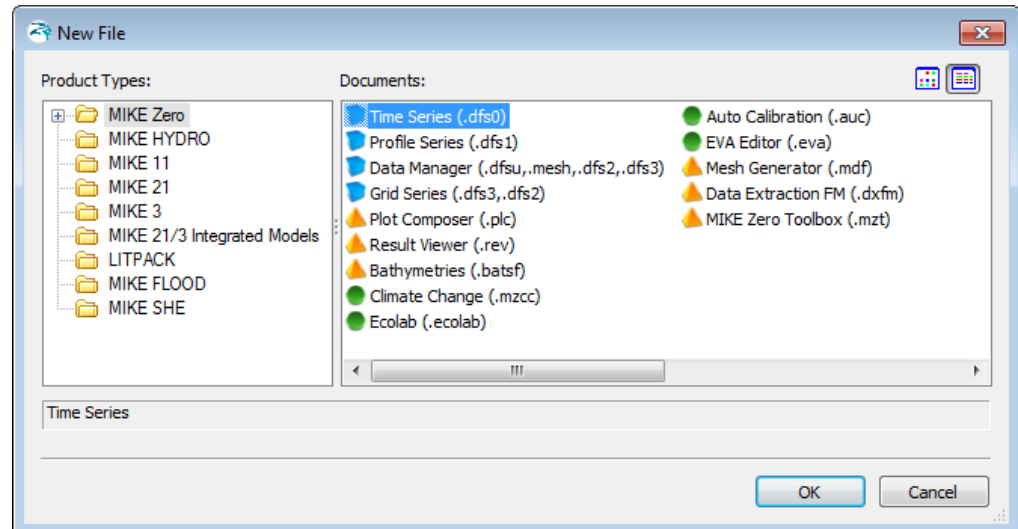 New File
Product Types:
Documents:
MIKE Zero
MIKE HYDRO
MIKE 11
MIKE 21
MIKE 3
MIKE 21/3 Integrated Models
LITPACK
MIKE FLOOD
MIKE SHE
Time Series (.dfs0)
Profile Series (.dfs1)
Data Manager (.dfsu,.mesh,.dfs2,.dfs3)
Grid Series (.dfs3,.dfs2)
Plot Composer (.plc)
Result Viewer (.rev)
Bathymetries (.batsf)
Climate Change (.mzcc)
Ecolab (.ecolab)
Auto Calibration (.auc)
EVA Editor (.eva)
Mesh Generator (.mdf)
Data Extraction FM (.dxfm)
MIKE Zero Toolbox (.mzt)
Time Series
OK
Cancel